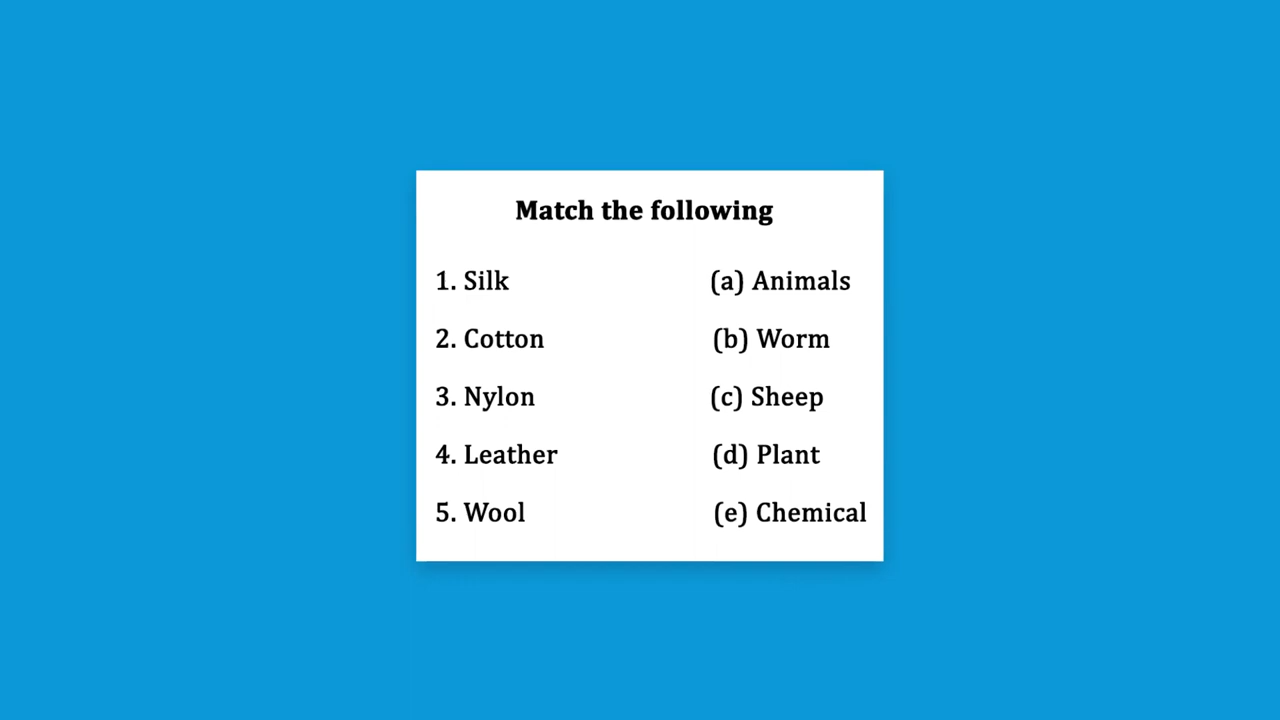 Match the following
1. Silk (a) Animals
2. Cotton (b) Worm
3. Nylon (c) Sheep
4. Leather (d) Plant
5. Wool (e) Chemical